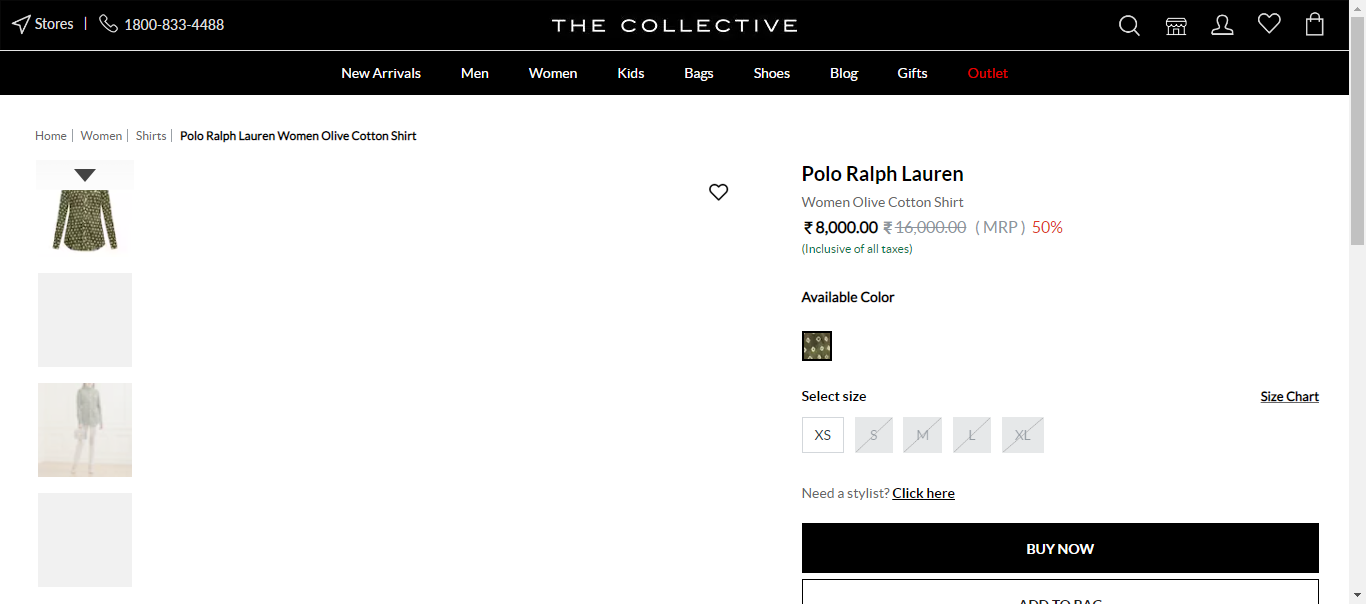 Stores | 1800-833-4488
THE COLLECTIVE
New Arrivals Men Women Kids Bags Shoes Blog Gifts Outlet
Home | Women | Shirts | Polo Ralph Lauren Women Olive Cotton Shirt
Polo Ralph Lauren
Women Olive Cotton Shirt
₹8,000.00 ₹16,000.00 ( MRP ) 50%
(Inclusive of all taxes)
Available Color
Select size Size Chart
XS S M L XL
Need a stylist? Click here
BUY NOW
ADD TO BAG